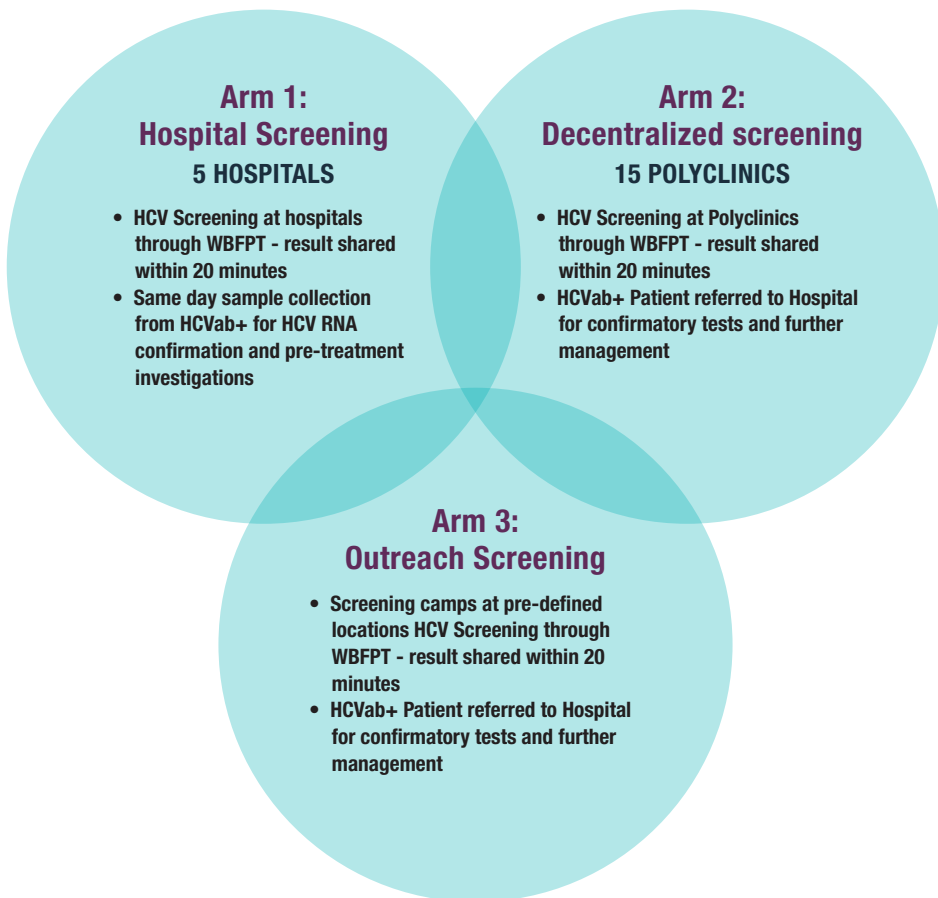 Arm 1:
Hospital Screening
5 HOSPITALS
• HCV Screening at hospitals
through WBFPT - result shared
within 20 minutes
• Same day sample collection
from HCVab+ for HCV RNA
confirmation and pre-treatment
investigations
Arm 2:
Decentralized screening
15 POLYCLINICS
• HCV Screening at Polyclinics
through WBFPT - result shared
within 20 minutes
• HCVab+ Patient referred to Hospital
for confirmatory tests and further
management
Arm 3:
Outreach Screening
• Screening camps at pre-defined
locations HCV Screening through
WBFPT - result shared within 20
minutes
• HCVab+ Patient referred to Hospital
for confirmatory tests and further
management